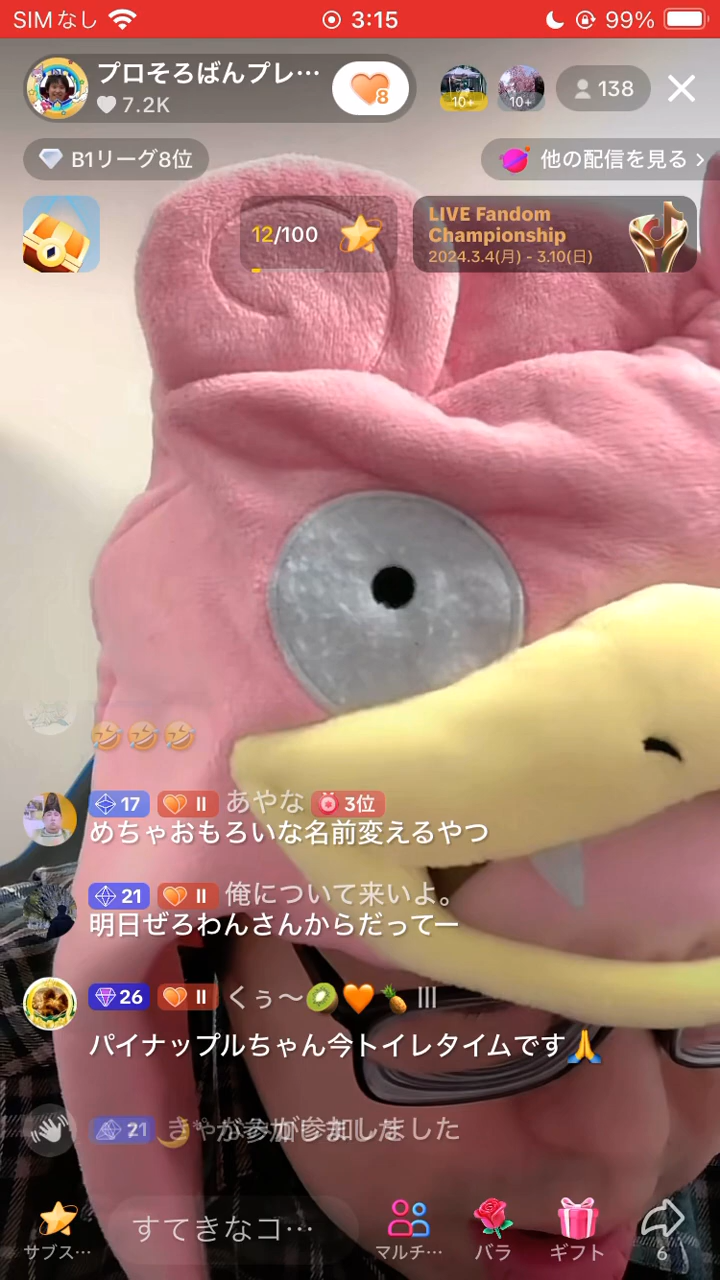 SIMなし 3:15 99%
プロそろばんプレ…
7.2K
8
10+ 10+
138
B1リーグ8位
他の配信を見る
12/100
LIVE Fandom
Championship
2024.3.4(月) - 3.10(日)
🤣🤣🤣
17 II あやな 3位
めちゃおもろいな名前変えるやつ
21 II 俺について来いよ。
明日ぜろわんさんからだってー
26 II くぅ〜🥝🧡🍍 III
パイナップルちゃん今トイレタイムです🙏
21
サブス…
すてきなコ…
マルチ…
バラ
ギフト
6